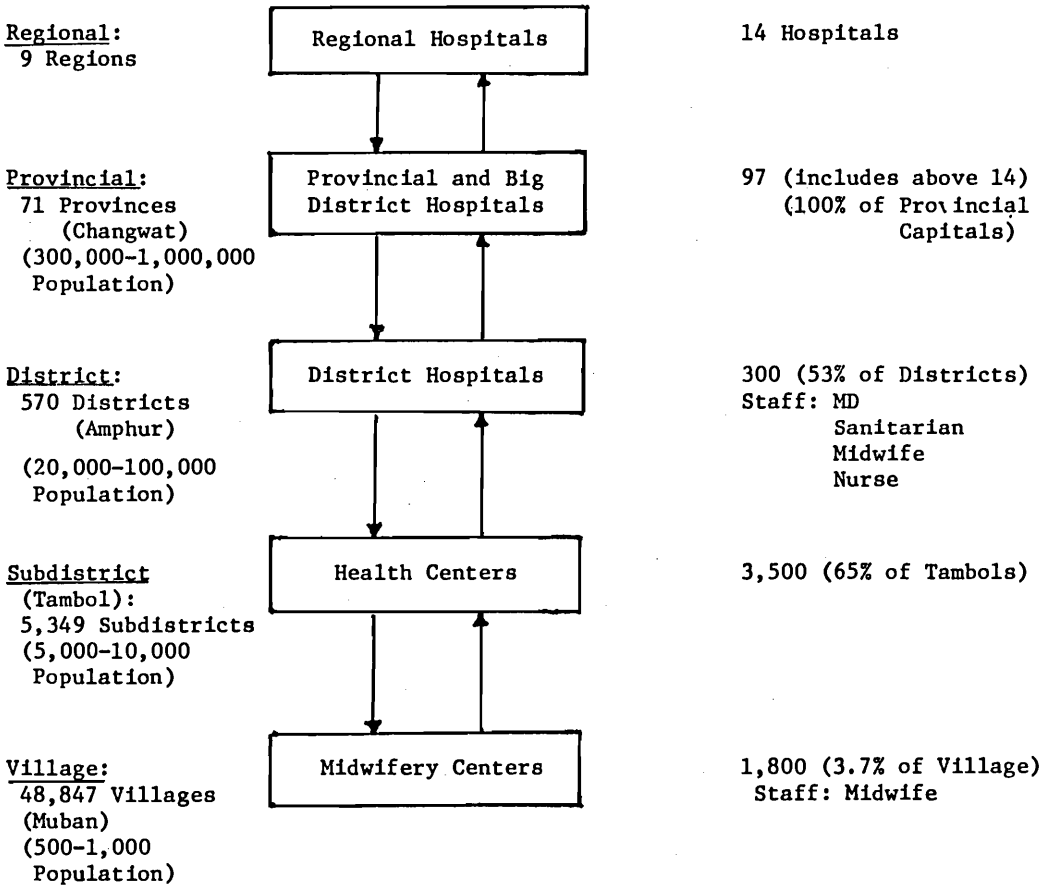 Regional:
9 Regions
Regional Hospitals
14 Hospitals
Provincial:
71 Provinces
(Changwat)
(300,000-1,000,000
Population)
Provincial and Big
District Hospitals
97 (includes above 14)
(100% of Provincial
Capitals)
District:
570 Districts
(Amphur)
(20,000-100,000
Population)
District Hospitals
300 (53% of Districts)
Staff: MD
Sanitarian
Midwife
Nurse
Subdistrict
(Tambol):
5,349 Subdistricts
(5,000-10,000
Population)
Health Centers
3,500 (65% of Tambols)
Village:
48,847 Villages
(Muban)
(500-1,000
Population)
Midwifery Centers
1,800 (3.7% of Village)
Staff: Midwife